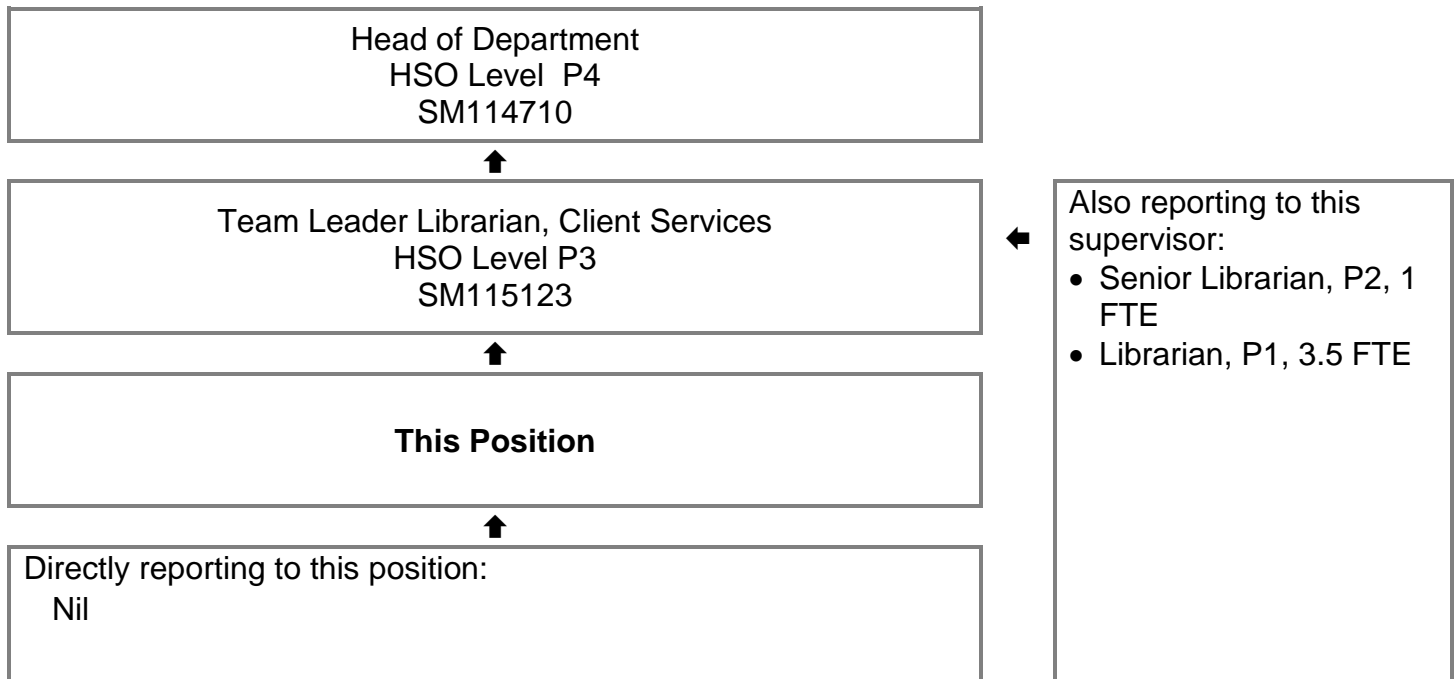 Head of Department
HSO Level P4
SM114710
Team Leader Librarian, Client Services
HSO Level P3
SM115123
Also reporting to this
supervisor:
• Senior Librarian, P2, 1
FTE
• Librarian, P1, 3.5 FTE
This Position
Directly reporting to this position:
Nil